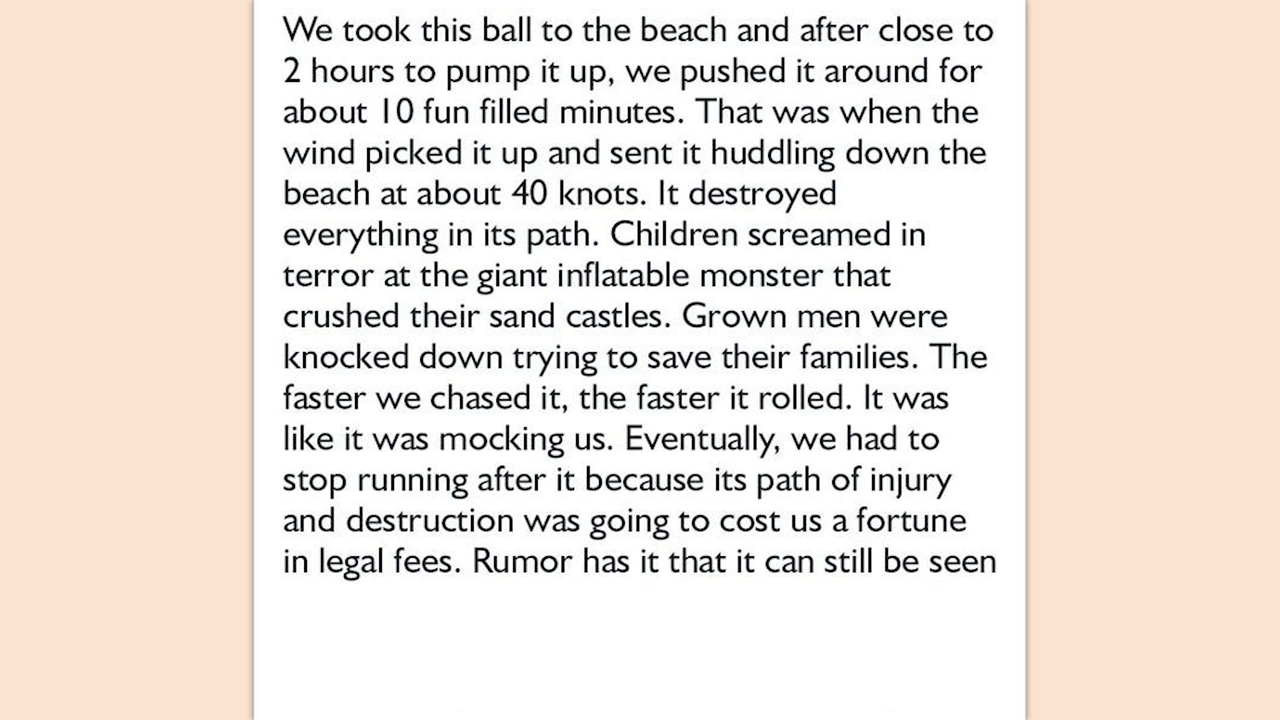 We took this ball to the beach and after close to
2 hours to pump it up, we pushed it around for
about 10 fun filled minutes. That was when the
wind picked it up and sent it huddling down the
beach at about 40 knots. It destroyed
everything in its path. Children screamed in
terror at the giant inflatable monster that
crushed their sand castles. Grown men were
knocked down trying to save their families. The
faster we chased it, the faster it rolled. It was
like it was mocking us. Eventually, we had to
stop running after it because its path of injury
and destruction was going to cost us a fortune
in legal fees. Rumor has it that it can still be seen